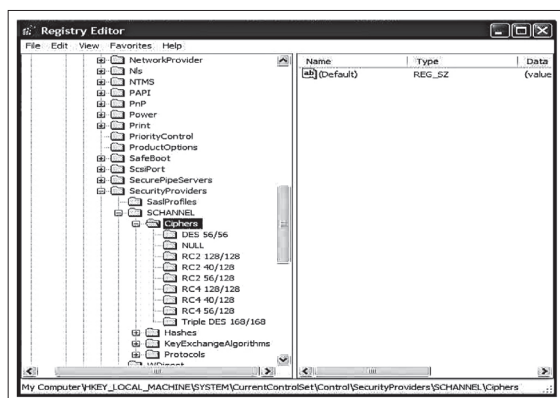 Registry Editor
File Edit View Favorites Help
NetworkProvider
Nls
NTMS
PAPI
PnP
Power
Print
PriorityControl
ProductOptions
SafeBoot
ScsiPort
SecurePipeServers
SecurityProviders
SaslProfiles
SCHANNEL
Ciphers
DES 56/56
NULL
RC2 128/128
RC2 40/128
RC2 56/128
RC4 128/128
RC4 40/128
RC4 56/128
Triple DES 168/168
Hashes
KeyExchangeAlgorithms
Protocols
WDigest
Name Type Data
ab (Default) REG_SZ (value
My Computer\HKEY_LOCAL_MACHINE\SYSTEM\CurrentControlSet\Control\SecurityProviders\SCHANNEL\Ciphers